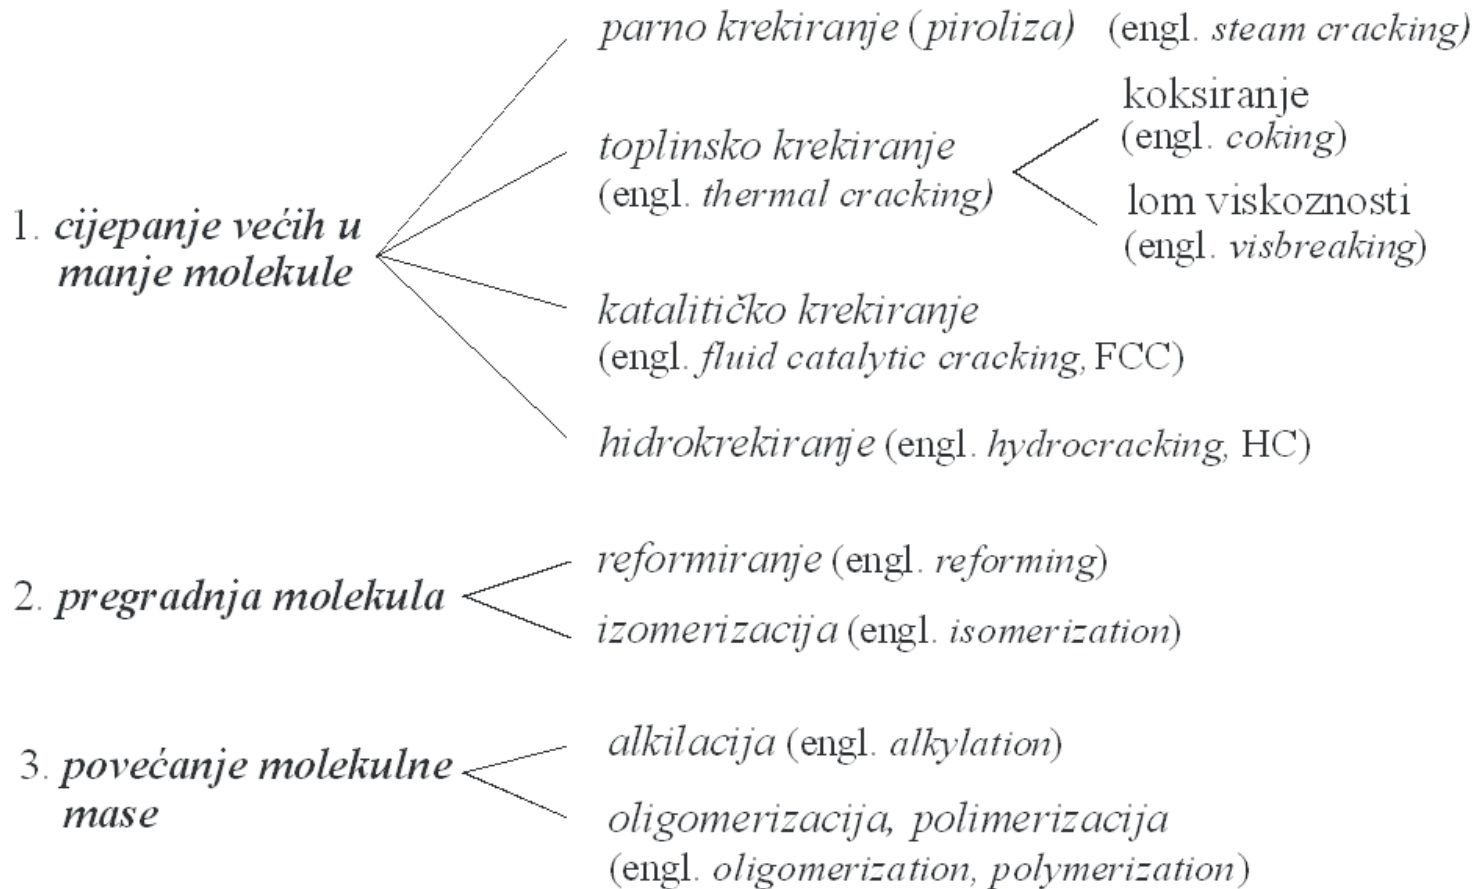 parno krekiranje (piroliza) (engl. steam cracking)
koksiranje
(engl. coking)
toplinsko krekiranje
(engl. thermal cracking)
lom viskoznosti
(engl. visbreaking)
1. cijepanje većih u
manje molekule
katalitičko krekiranje
(engl. fluid catalytic cracking, FCC)
hidrokrekiranje (engl. hydrocracking, HC)
2. pregradnja molekula
reformiranje (engl. reforming)
izomerizacija (engl. isomerization)
3. povećanje molekulne
mase
alkilacija (engl. alkylation)
oligomerizacija, polimerizacija
(engl. oligomerization, polymerization)